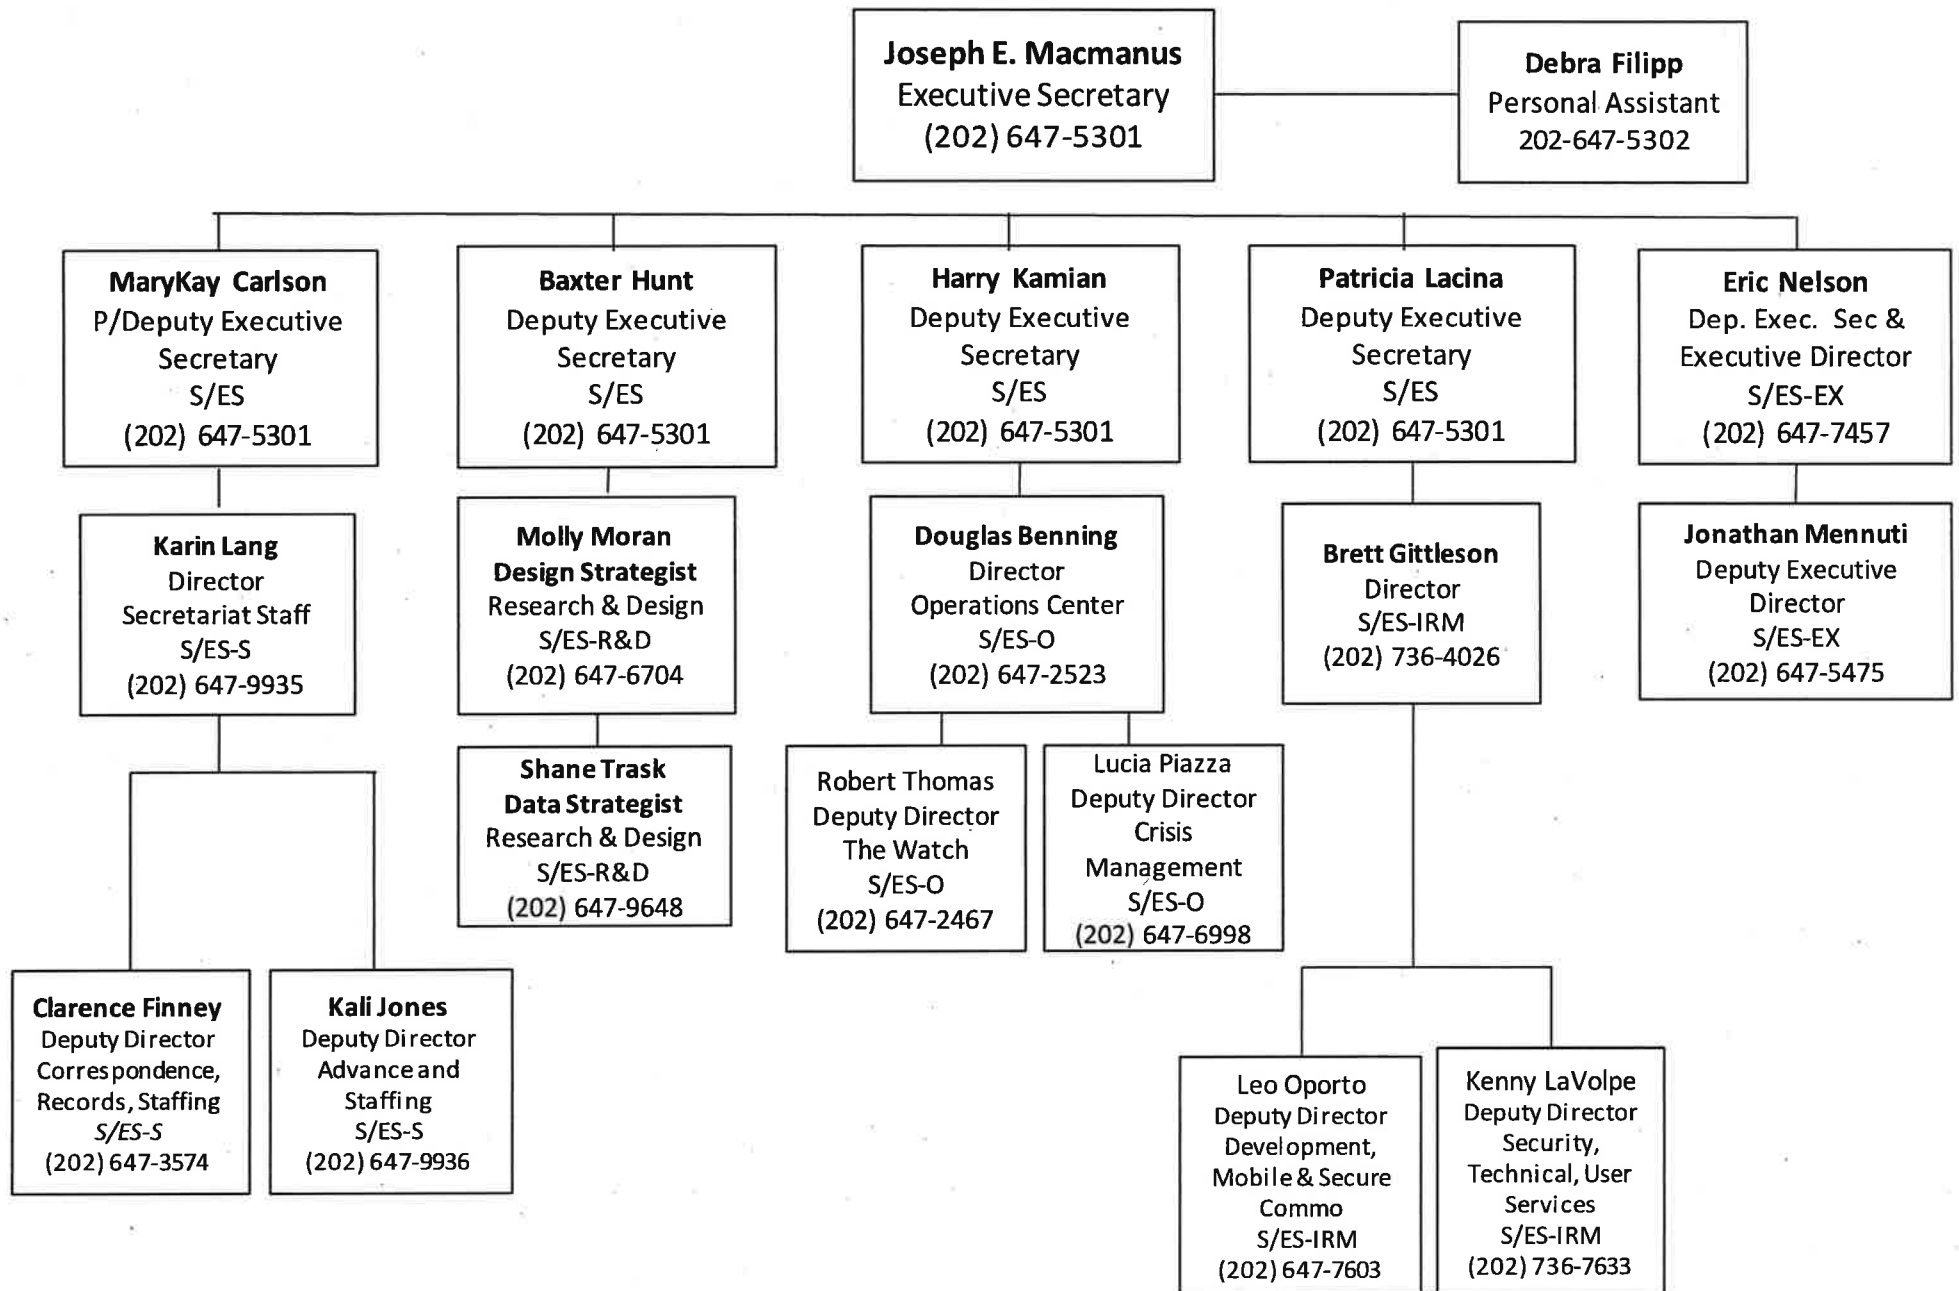 Joseph E. Macmanus
Executive Secretary
(202) 647-5301
Debra Filipp
Personal Assistant
202-647-5302
MaryKay Carlson
P/Deputy Executive
Secretary
S/ES
(202) 647-5301
Baxter Hunt
Deputy Executive
Secretary
S/ES
(202) 647-5301
Harry Kamian
Deputy Executive
Secretary
S/ES
(202) 647-5301
Patricia Lacina
Deputy Executive
Secretary
S/ES
(202) 647-5301
Eric Nelson
Dep. Exec. Sec &
Executive Director
S/ES-EX
(202) 647-7457
Karin Lang
Director
Secretariat Staff
S/ES-S
(202) 647-9935
Molly Moran
Design Strategist
Research & Design
S/ES-R&D
(202) 647-6704
Douglas Benning
Director
Operations Center
S/ES-O
(202) 647-2523
Brett Gittleson
Director
S/ES-IRM
(202) 736-4026
Jonathan Mennuti
Deputy Executive
Director
S/ES-EX
(202) 647-5475
Shane Trask
Data Strategist
Research & Design
S/ES-R&D
(202) 647-9648
Robert Thomas
Deputy Director
The Watch
S/ES-O
(202) 647-2467
Lucia Piazza
Deputy Director
Crisis
Management
S/ES-O
(202) 647-6998
Clarence Finney
Deputy Director
Correspondence,
Records, Staffing
S/ES-S
(202) 647-3574
Kali Jones
Deputy Director
Advance and
Staffing
S/ES-S
(202) 647-9936
Leo Oporto
Deputy Director
Development,
Mobile & Secure
Commo
S/ES-IRM
(202) 647-7603
Kenny LaVolpe
Deputy Director
Security,
Technical, User
Services
S/ES-IRM
(202) 736-7633